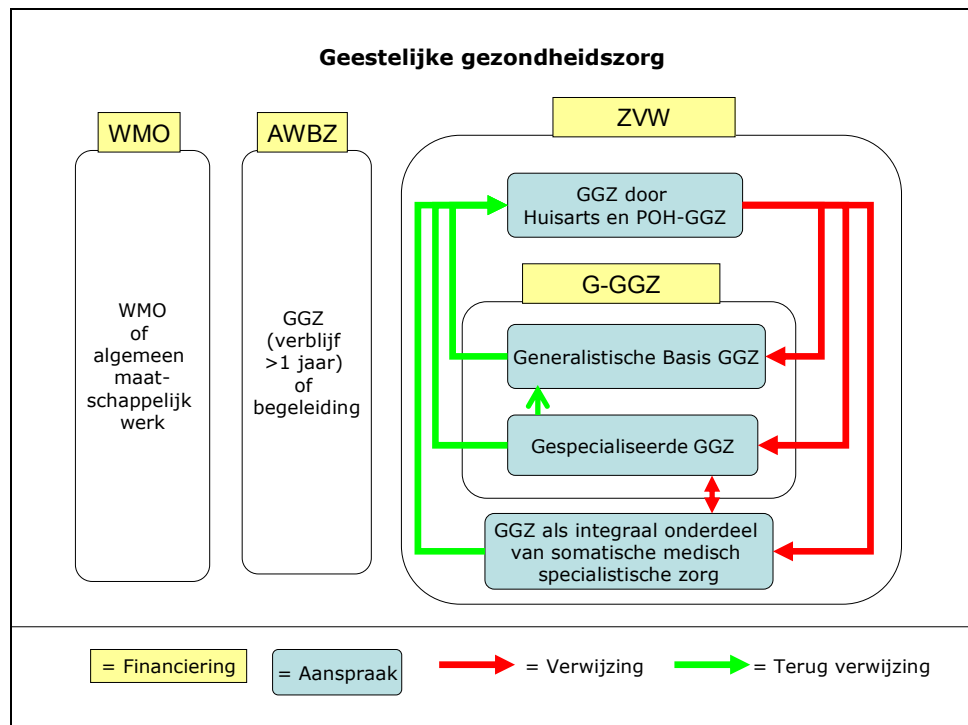 Geestelijke gezondheidszorg
WMO
AWBZ
ZVW
WMO
of
algemeen
maat-
schappelijk
werk
GGZ
(verblijf
>1 jaar)
of
begeleiding
GGZ door
Huisarts en POH-GGZ
G-GGZ
Generalistische Basis GGZ
Gespecialiseerde GGZ
GGZ als integraal onderdeel
van somatische medisch
specialistische zorg
= Financiering
= Aanspraak
= Verwijzing
= Terug verwijzing